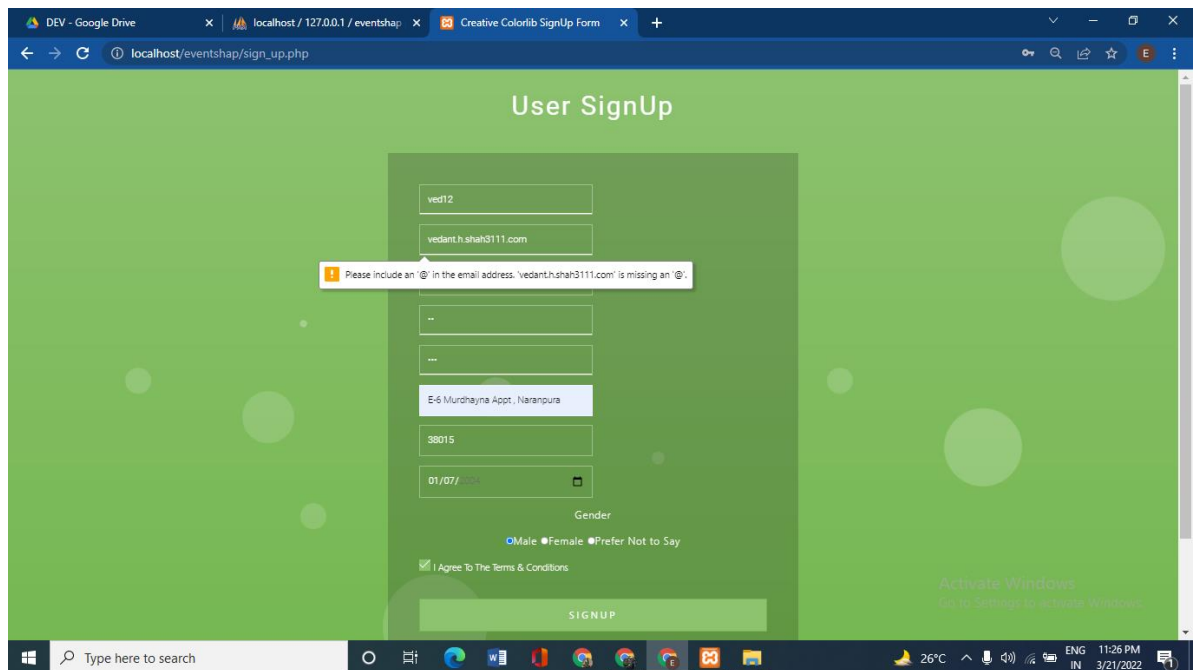 DEV - Google Drive
localhost / 127.0.0.1 / eventshap
Creative Colorlib SignUp Form
localhost/eventshap/sign_up.php
E
User SignUp
ved12
vedant.h.shah3111.com
Please include an '@' in the email address. 'vedant.h.shah3111.com' is missing an '@'.
--
---
E-6 Murdhayna Appt , Naranpura
38015
01/07/2004
Gender
Male Female Prefer Not to Say
I Agree To The Terms & Conditions
SIGNUP
Activate Windows
Go to Settings to activate Windows.
Type here to search
26°C
ENG
IN
11:26 PM
3/21/2022